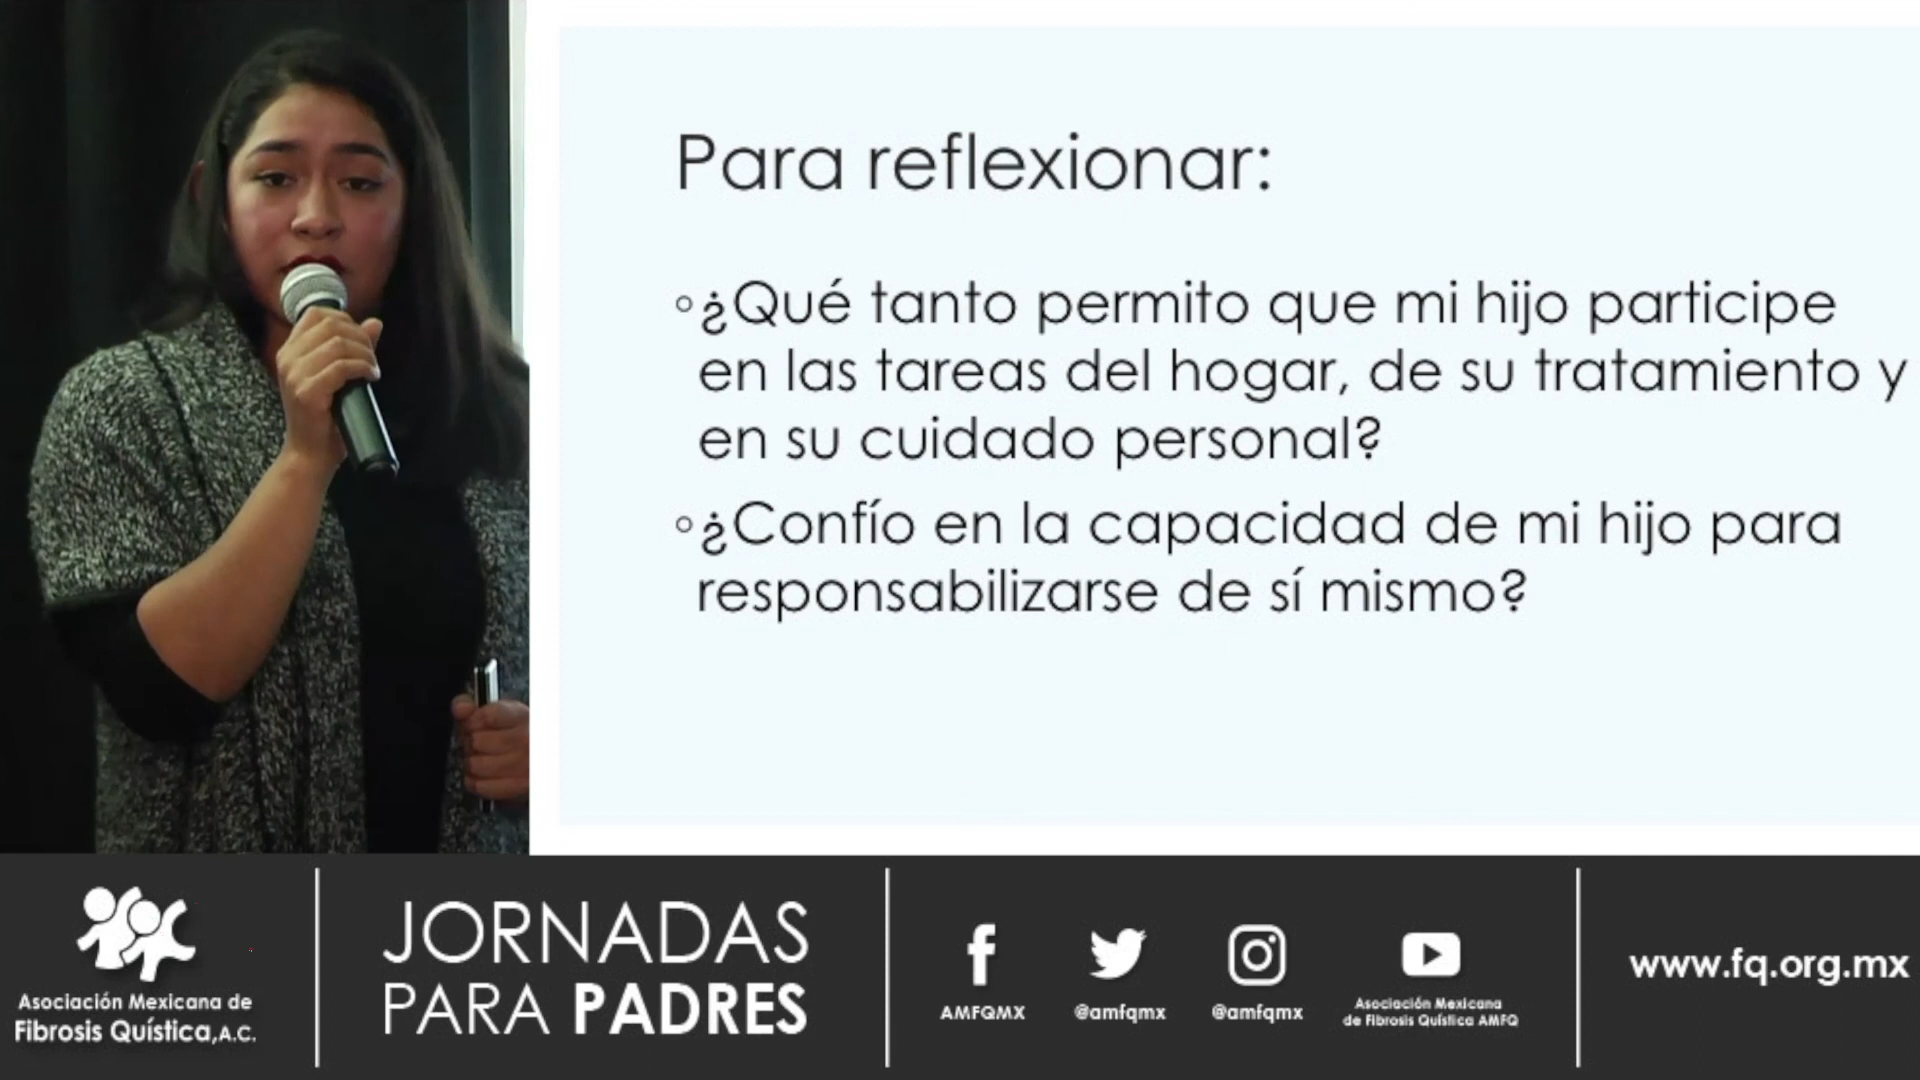 Para reflexionar:
◦¿Qué tanto permito que mi hijo participe
en las tareas del hogar, de su tratamiento y
en su cuidado personal?
◦¿Confío en la capacidad de mi hijo para
responsabilizarse de sí mismo?
Asociación Mexicana de
Fibrosis Quística,A.C.
JORNADAS
PARA PADRES
AMFQMX
@amfqmx
@amfqmx
Asociación Mexicana
de Fibrosis Quística AMFQ
www.fq.org.mx